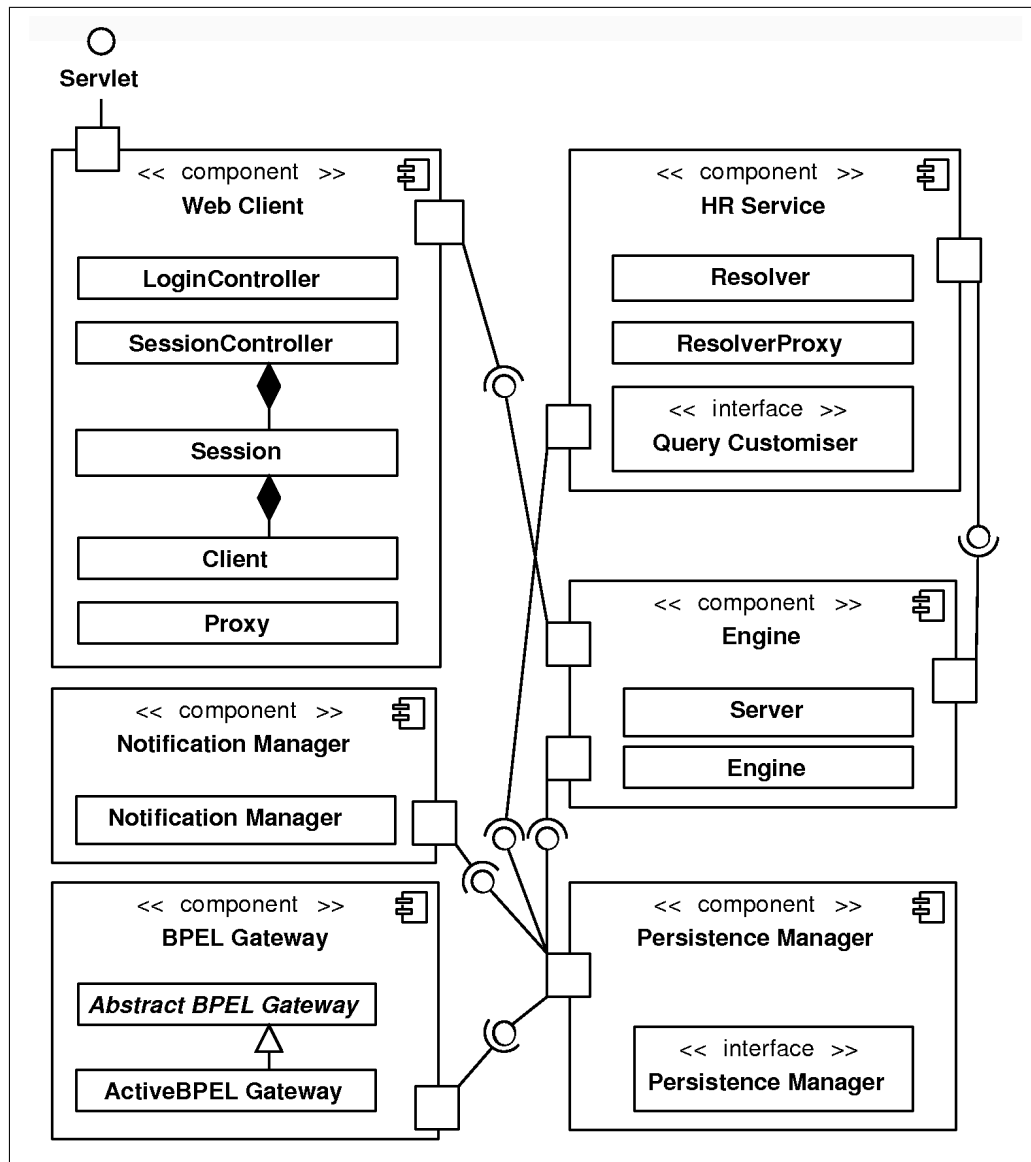 Servlet
<< component >>
Web Client
LoginController
SessionController
Session
Client
Proxy
<< component >>
HR Service
Resolver
ResolverProxy
<< interface >>
Query Customiser
<< component >>
Engine
Server
Engine
<< component >>
Notification Manager
Notification Manager
<< component >>
BPEL Gateway
Abstract BPEL Gateway
ActiveBPEL Gateway
<< component >>
Persistence Manager
<< interface >>
Persistence Manager